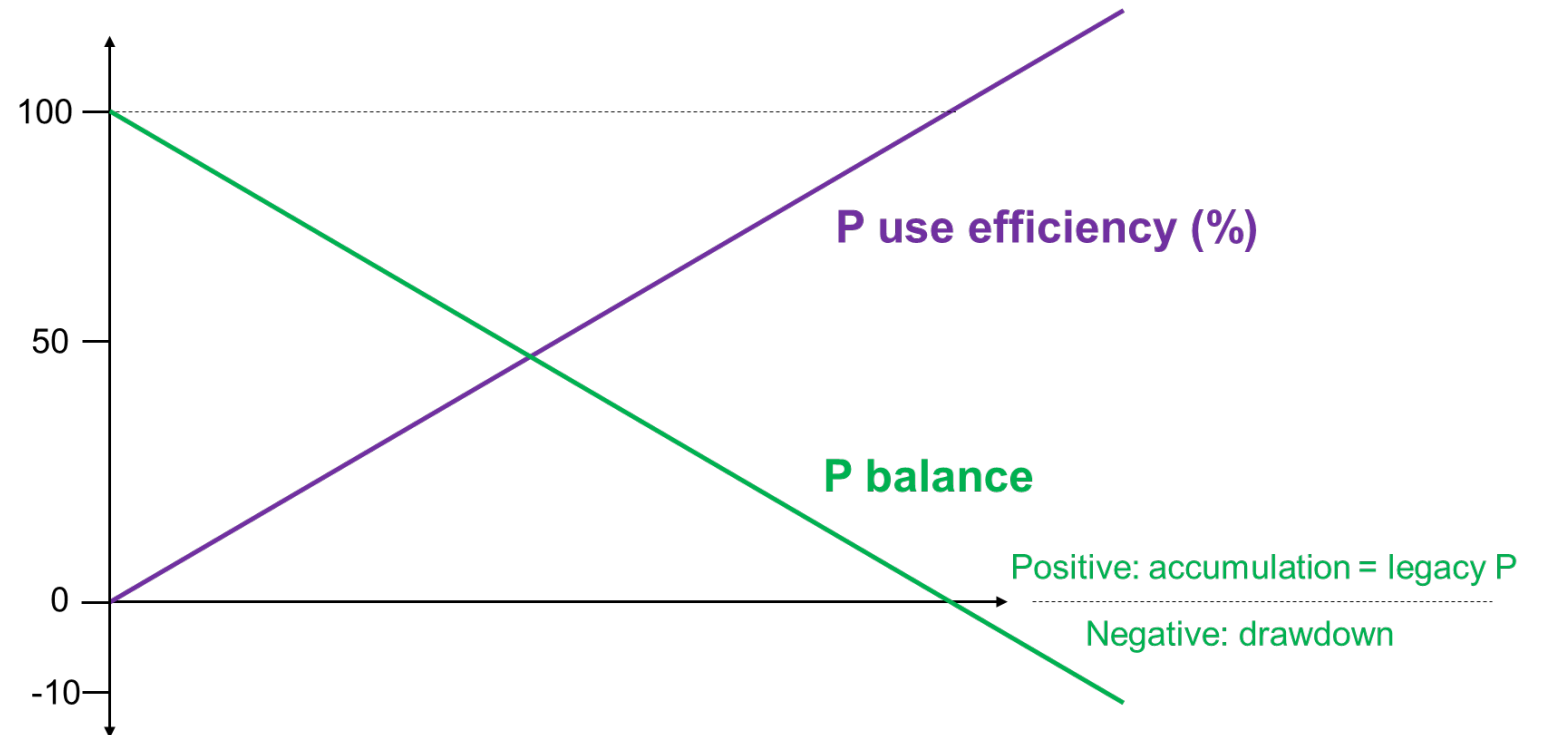 100
P use efficiency (%)
50
P balance
Positive: accumulation = legacy P
0
Negative: drawdown
-10